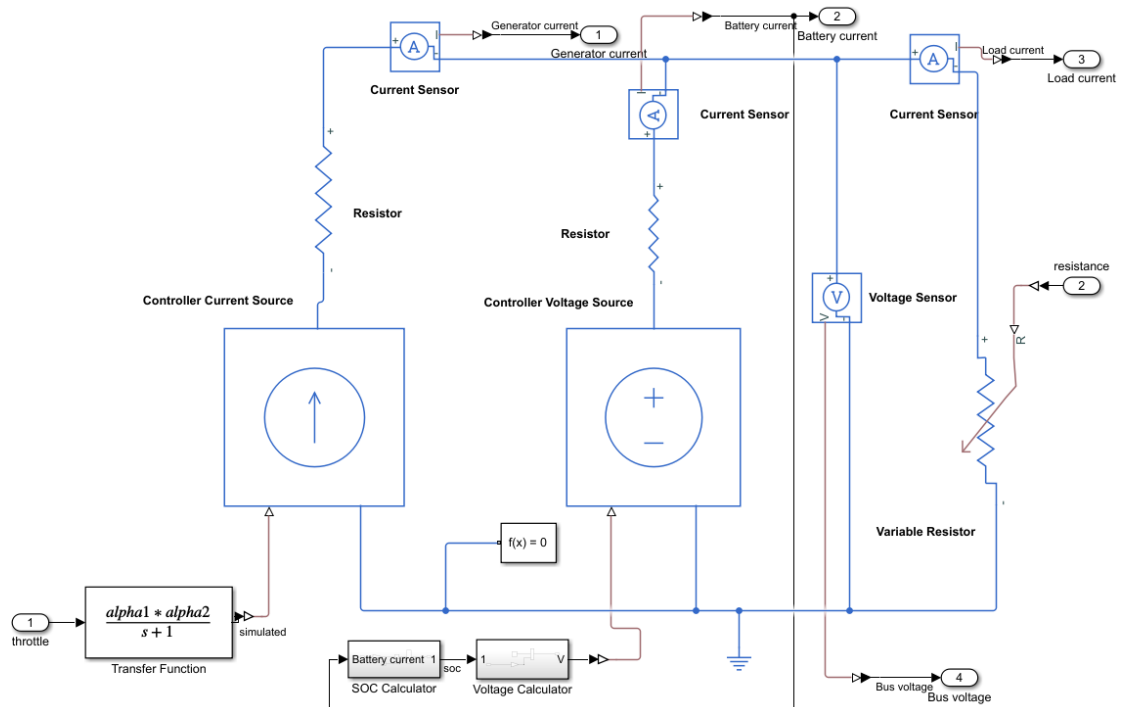 Generator current
1
Generator current
Battery current
2
Battery current
Load current
3
Load current
+
A
I
-
Current Sensor
I
-
A
+
Current Sensor
+
A
I
-
Current Sensor
+
Resistor
-
+
Resistor
-
Controller Current Source
Controller Voltage Source
+
V
V
-
Voltage Sensor
resistance
2
R
+
-
Variable Resistor
f(x) = 0
1
throttle
alpha1 * alpha2
s + 1
Transfer Function
simulated
Battery current 1
SOC Calculator
soc
1 V
Voltage Calculator
Bus voltage
4
Bus voltage